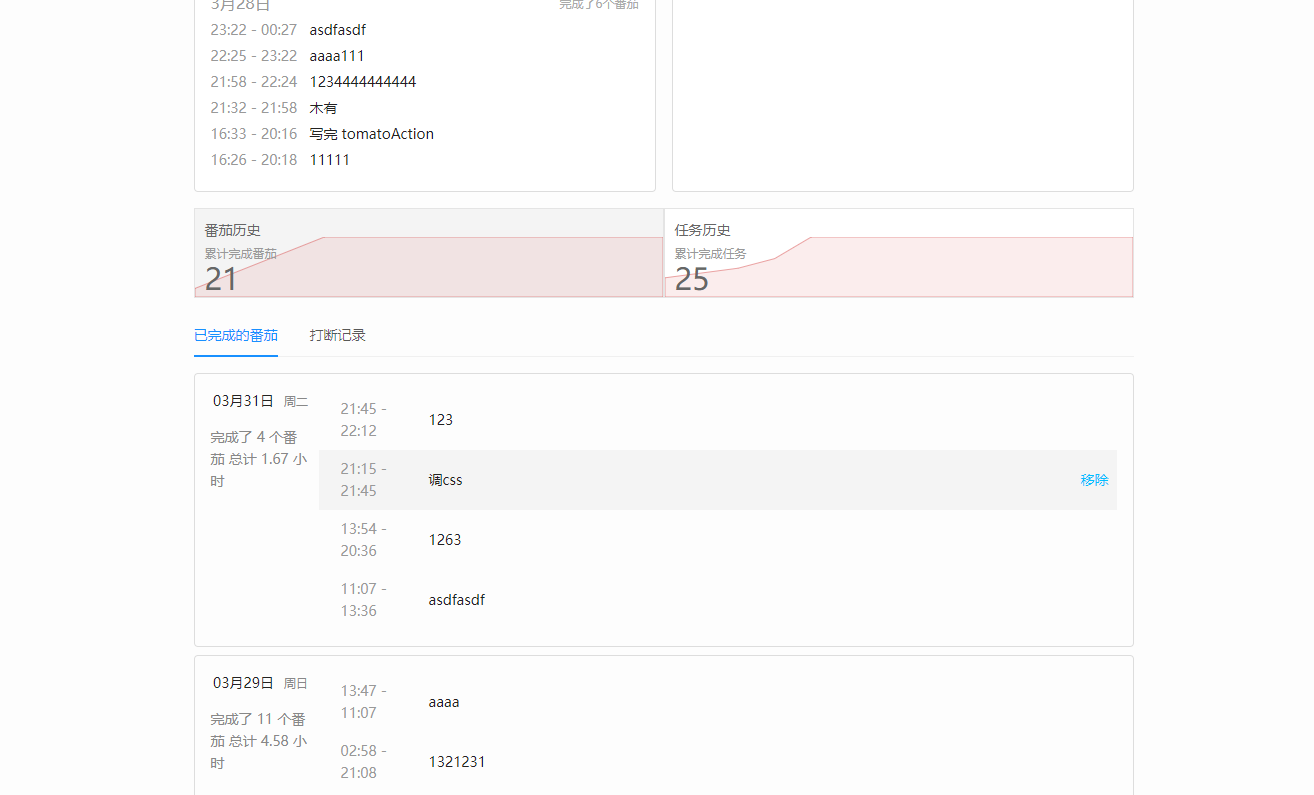 3月28日 完成了6个番茄
23:22 - 00:27 asdfasdf
22:25 - 23:22 aaaa111
21:58 - 22:24 1234444444444
21:32 - 21:58 木有
16:33 - 20:16 写完 tomatoAction
16:26 - 20:18 11111
番茄历史
累计完成番茄
21
任务历史
累计完成任务
25
已完成的番茄 打断记录
03月31日 周二
完成了 4 个番
茄 总计 1.67 小
时
21:45 -
22:12
123
21:15 -
21:45
调css
移除
13:54 -
20:36
1263
11:07 -
13:36
asdfasdf
03月29日 周日
完成了 11 个番
茄 总计 4.58 小
时
13:47 -
11:07
aaaa
02:58 -
21:08
1321231